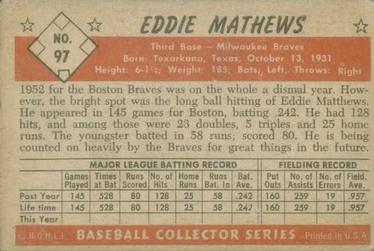 NO.
97
EDDIE MATHEWS
Third Base – Milwaukee Braves
Born: Texarkana, Texas, October 13, 1931
Height: 6-1½; Weight: 185; Bats, Left. Throws: Right
1952 for the Boston Braves was on the whole a dismal year. How-
ever, the bright spot was the long ball hitting of Eddie Mathews.
He appeared in 145 games for Boston, batting .242. He had 128
hits, and among those were 23 doubles, 5 triples and 25 home
runs. The youngster batted in 58 runs; scored 80. He is being
counted on heavily by the Braves for great things in the future.
MAJOR LEAGUE BATTING RECORD FIELDING RECORD
Games Played Times at Bat Runs Scored No. of Hits Home Runs Runs Bat. In Bat. Ave. Put Outs No. of Assists No. of Errors Field. Ave.
Past Year 145 528 80 128 25 58 .242 160 259 19 .957
Life time 145 528 80 128 25 58 .242 160 259 19 .957
This Year
© B.G.H.L.I. BASEBALL COLLECTOR SERIES Printed in U.S.A